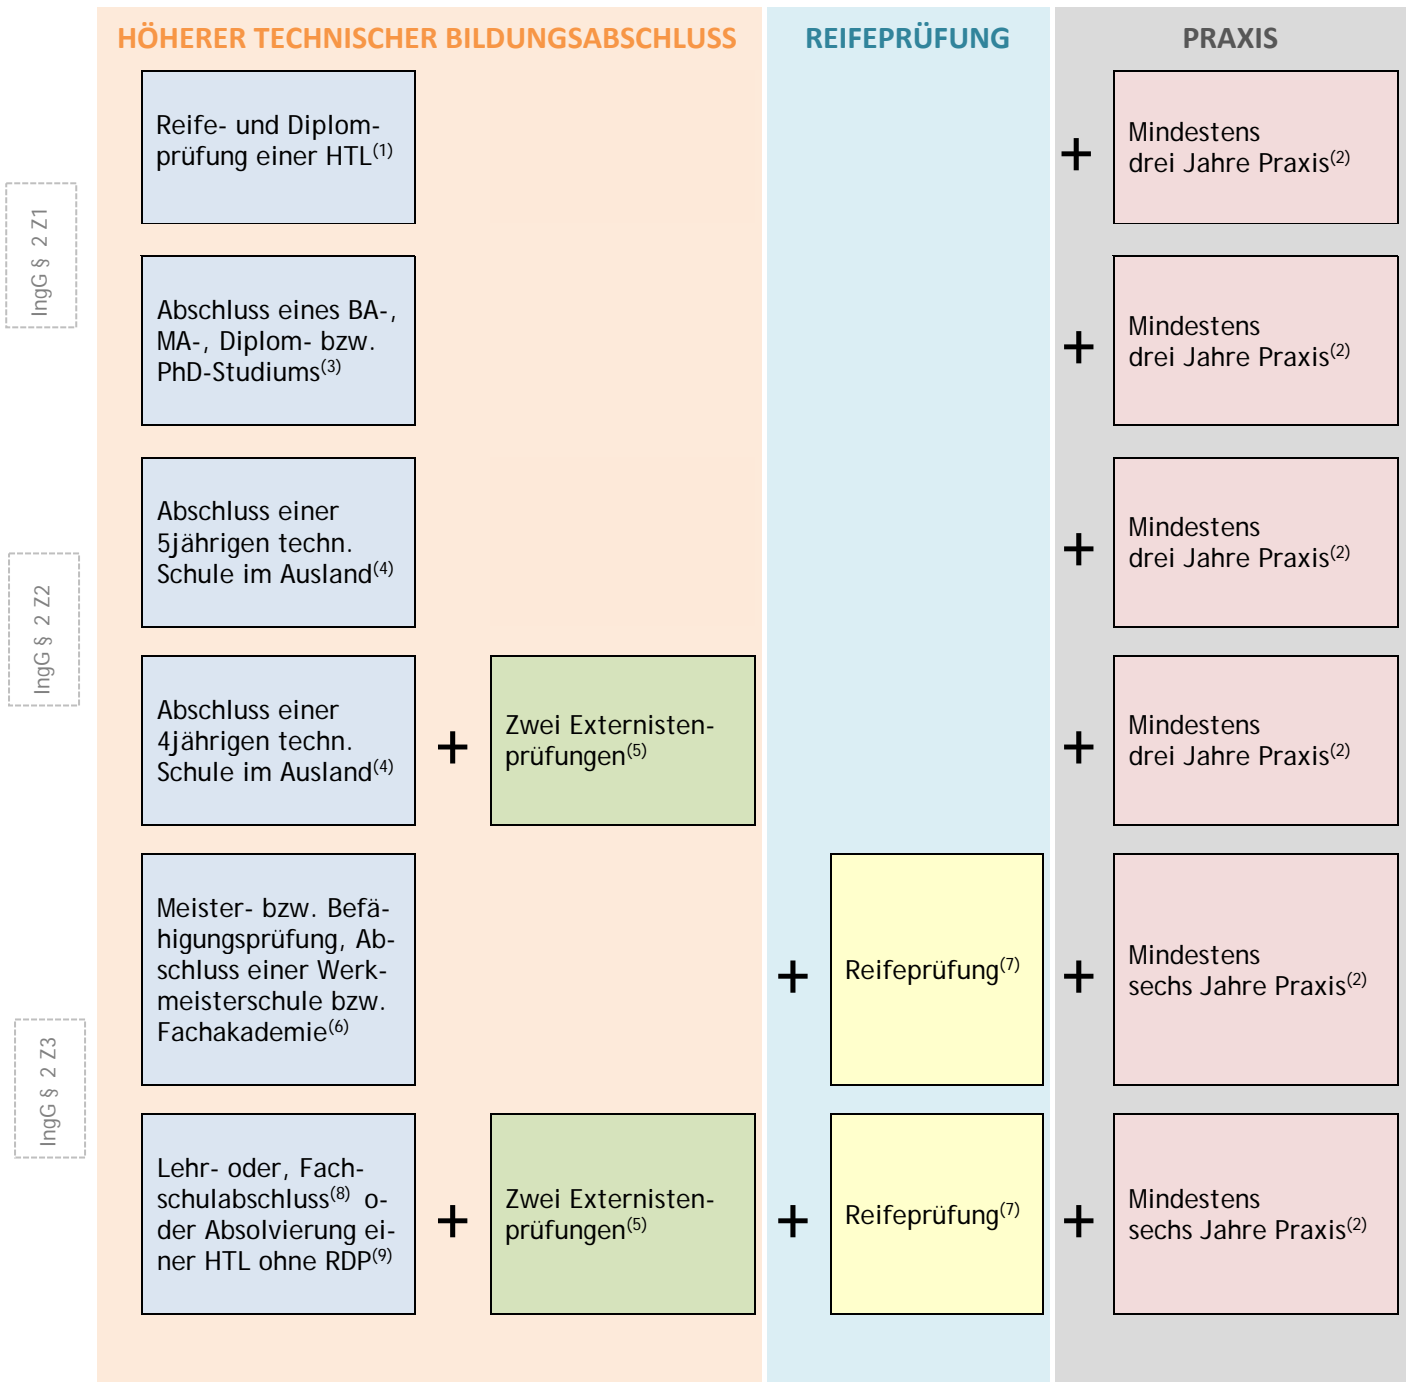 HÖHERER TECHNISCHER BILDUNGSABSCHLUSS
REIFEPRÜFUNG
PRAXIS
IngG § 2 Z1
Reife- und Diplom-
prüfung einer HTL(1)
+
Mindestens
drei Jahre Praxis(2)
Abschluss eines BA-,
MA-, Diplom- bzw.
PhD-Studiums(3)
+
Mindestens
drei Jahre Praxis(2)
IngG § 2 Z2
Abschluss einer
5jährigen techn.
Schule im Ausland(4)
+
Mindestens
drei Jahre Praxis(2)
Abschluss einer
4jährigen techn.
Schule im Ausland(4)
+
Zwei Externisten-
prüfungen(5)
+
Mindestens
drei Jahre Praxis(2)
IngG § 2 Z3
Meister- bzw. Befä-
higungsprüfung, Ab-
schluss einer Werk-
meisterschule bzw.
Fachakademie(6)
+
Reifeprüfung(7)
+
Mindestens
sechs Jahre Praxis(2)
Lehr- oder, Fach-
schulabschluss(8) o-
der Absolvierung ei-
ner HTL ohne RDP(9)
+
Zwei Externisten-
prüfungen(5)
+
Reifeprüfung(7)
+
Mindestens
sechs Jahre Praxis(2)